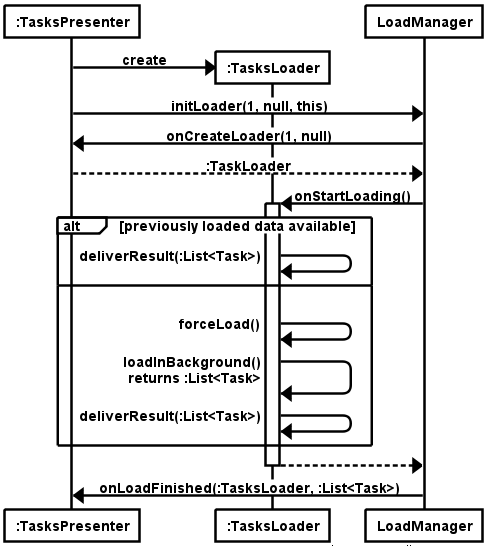 :TasksPresenter
LoadManager
create
:TasksLoader
initLoader(1, null, this)
onCreateLoader(1, null)
:TaskLoader
onStartLoading()
alt
[previously loaded data available]
deliverResult(:List<Task>)
forceLoad()
loadInBackground()
returns :List<Task>
deliverResult(:List<Task>)
onLoadFinished(:TasksLoader, :List<Task>)
:TasksPresenter
:TasksLoader
LoadManager